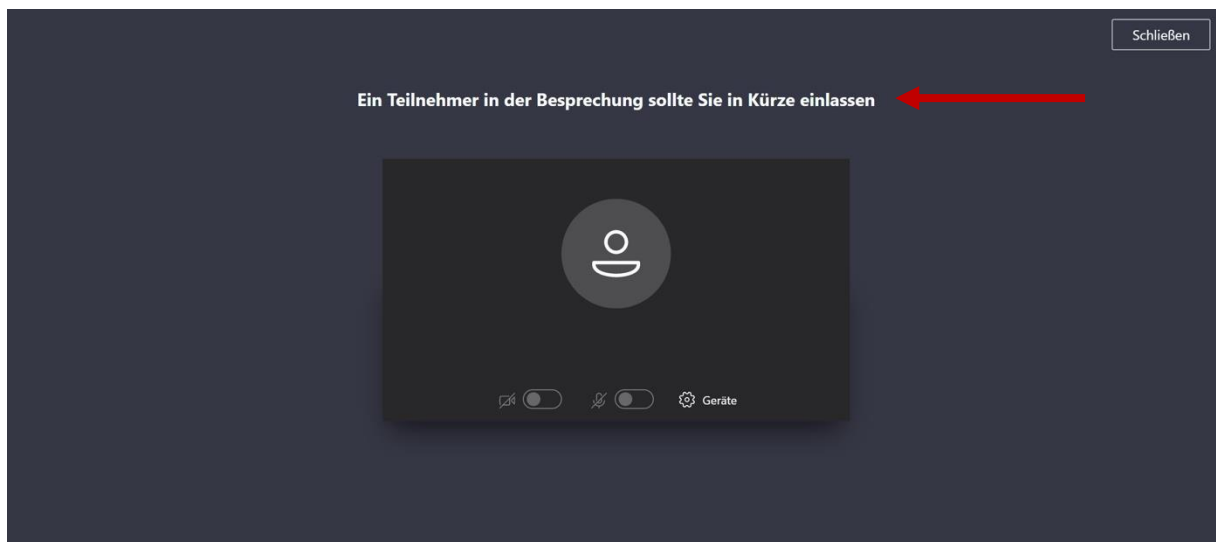 Schließen
Ein Teilnehmer in der Besprechung sollte Sie in Kürze einlassen
Geräte